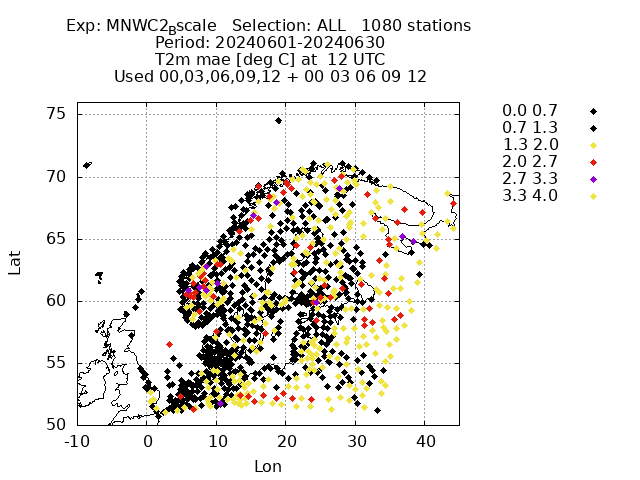 Exp: MNWC2_Bscale Selection: ALL 1080 stations
Period: 20240601-20240630
T2m mae [deg C] at 12 UTC
Used 00,03,06,09,12 + 00 03 06 09 12
0.0 0.7
0.7 1.3
1.3 2.0
2.0 2.7
2.7 3.3
3.3 4.0
75
70
65
60
55
50
Lat
-10 0 10 20 30 40
Lon